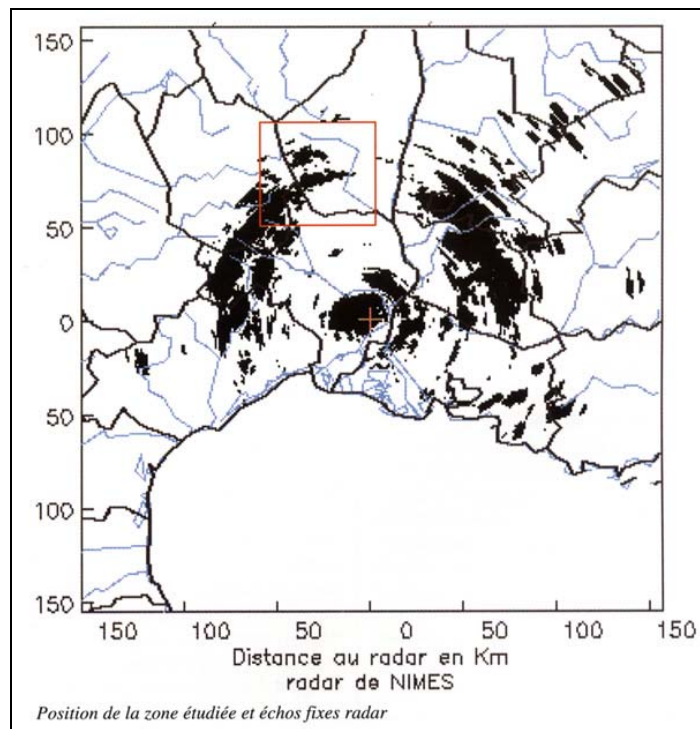 150
100
50
0
50
100
150
150 100 50 0 50 100 150
Distance au radar en Km
radar de NIMES
Position de la zone étudiée et échos fixes radar